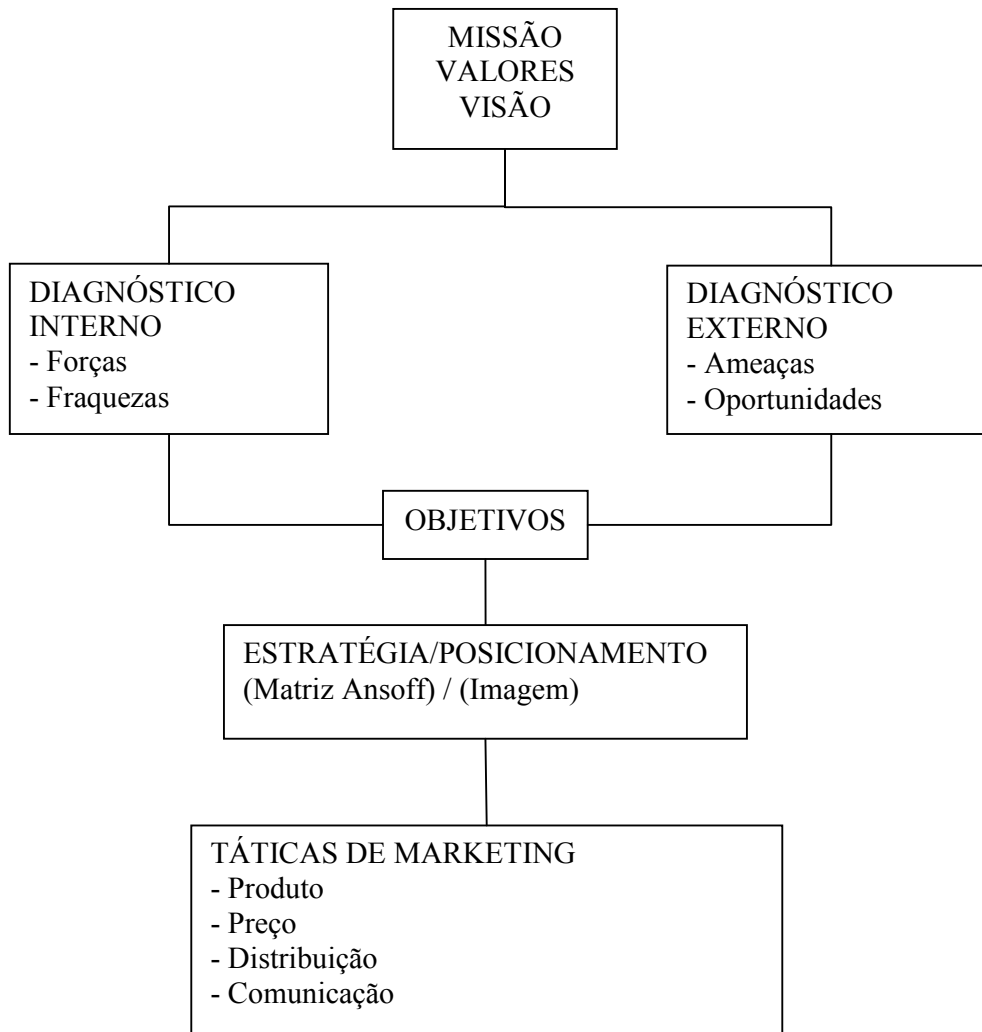 MISSÃO
VALORES
VISÃO
DIAGNÓSTICO
INTERNO
- Forças
- Fraquezas
DIAGNÓSTICO
EXTERNO
- Ameaças
- Oportunidades
OBJETIVOS
ESTRATÉGIA/POSICIONAMENTO
(Matriz Ansoff) / (Imagem)
TÁTICAS DE MARKETING
- Produto
- Preço
- Distribuição
- Comunicação